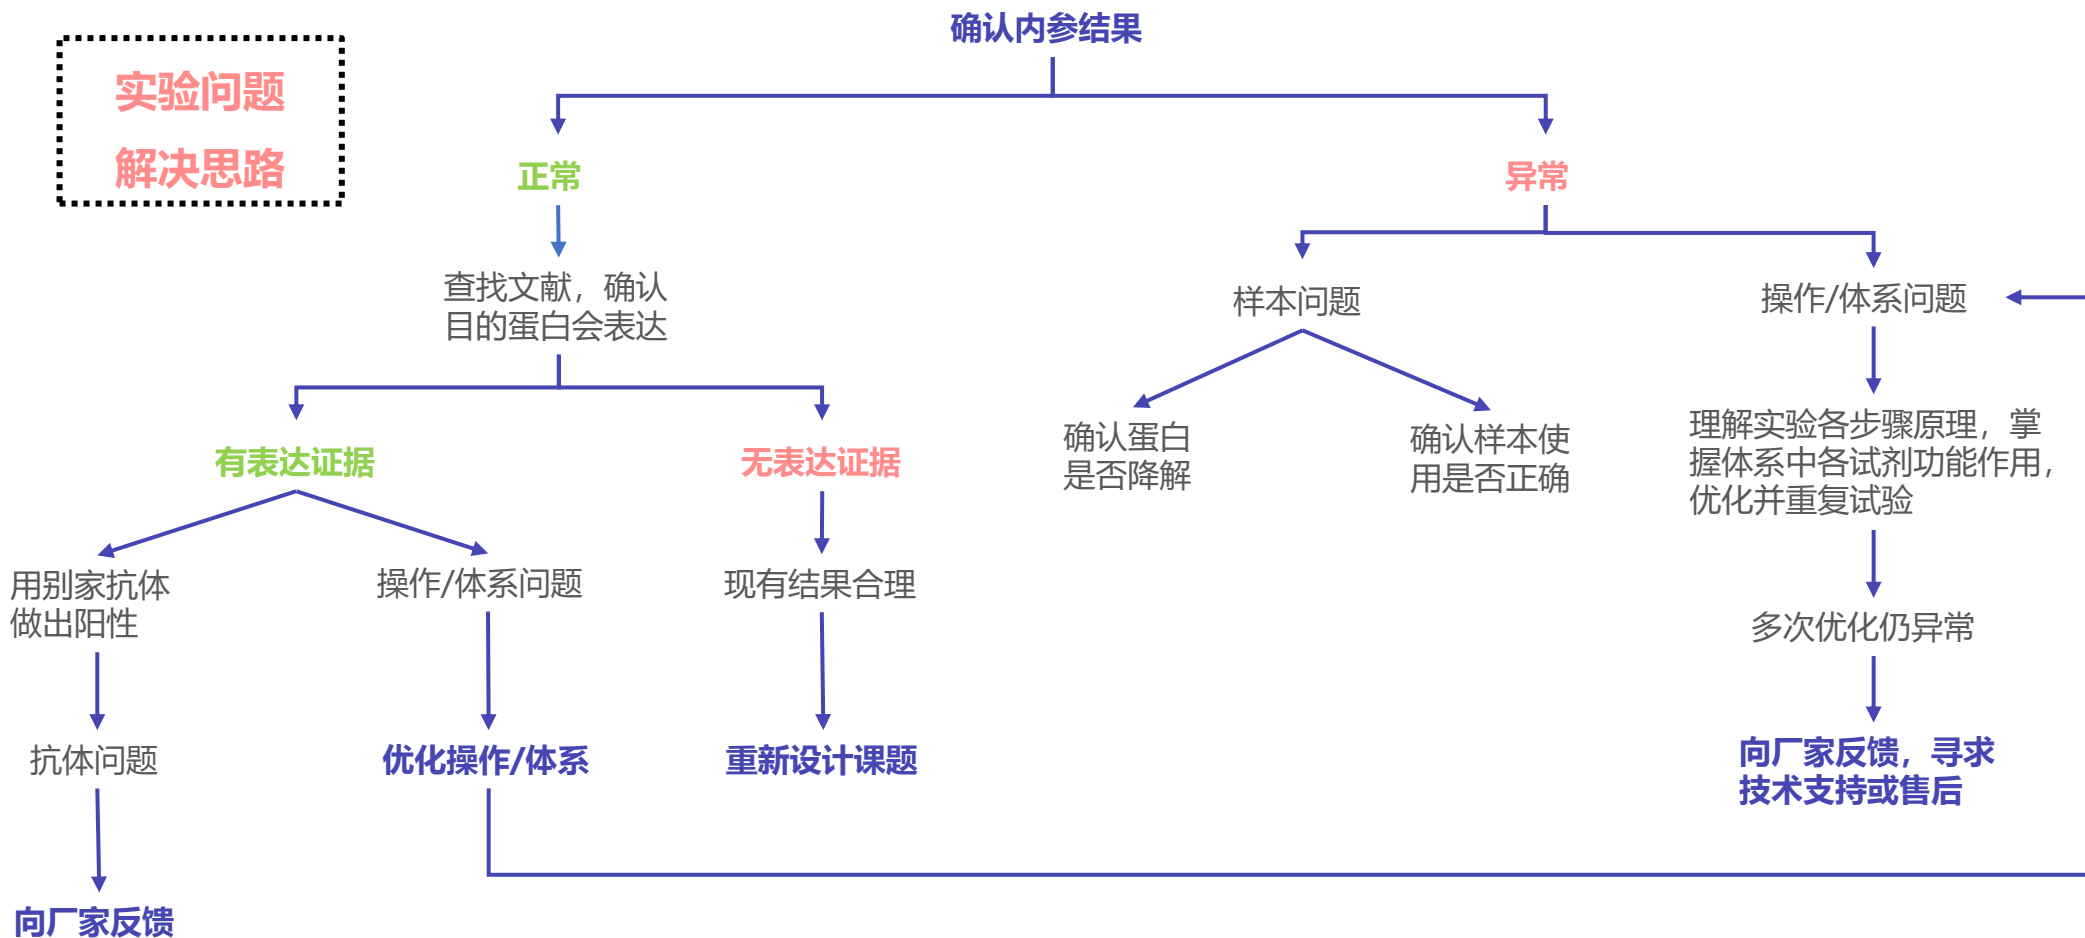 确认内参结果
实验问题
解决思路
正常
异常
查找文献，确认
目的蛋白会表达
样本问题
操作/体系问题
有表达证据
无表达证据
确认蛋白
是否降解
确认样本使
用是否正确
理解实验各步骤原理，掌
握体系中各试剂功能作用，
优化并重复试验
用别家抗体
做出阳性
操作/体系问题
现有结果合理
多次优化仍异常
抗体问题
优化操作/体系
重新设计课题
向厂家反馈，寻求
技术支持或售后
向厂家反馈